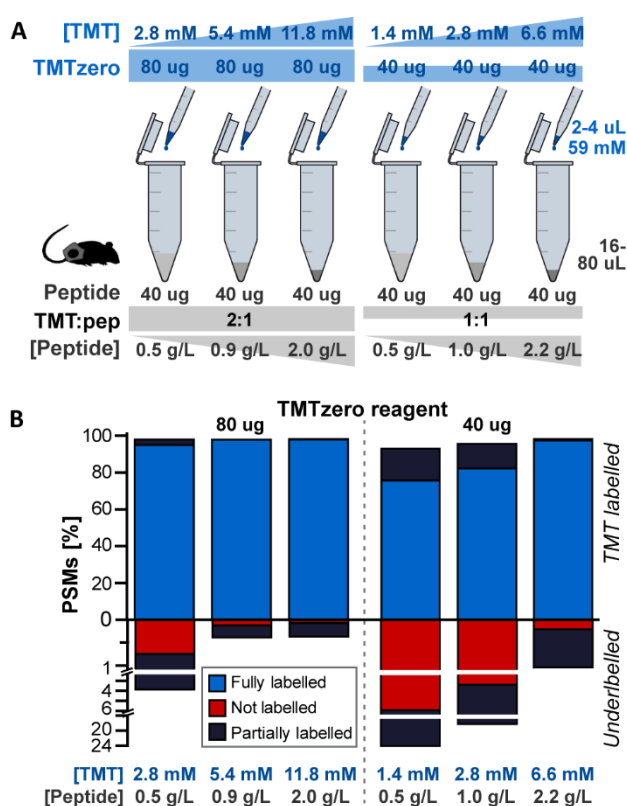 A
[TMT] 2.8 mM 5.4 mM 11.8 mM 1.4 mM 2.8 mM 6.6 mM
TMTzero 80 ug 80 ug 80 ug 40 ug 40 ug 40 ug
2-4 uL
59 mM
16-
80 uL
Peptide 40 ug 40 ug 40 ug 40 ug 40 ug 40 ug
TMT:pep 2:1 1:1
[Peptide] 0.5 g/L 0.9 g/L 2.0 g/L 0.5 g/L 1.0 g/L 2.2 g/L
B
TMTzero reagent
80 ug 40 ug
100
80
60
40
20
0
1
4
6
20
24
PSMs [%]
TMT labelled
Underlbelled
Fully labelled
Not labelled
Partially labelled
[TMT] 2.8 mM 5.4 mM 11.8 mM 1.4 mM 2.8 mM 6.6 mM
[Peptide] 0.5 g/L 0.9 g/L 2.0 g/L 0.5 g/L 1.0 g/L 2.2 g/L